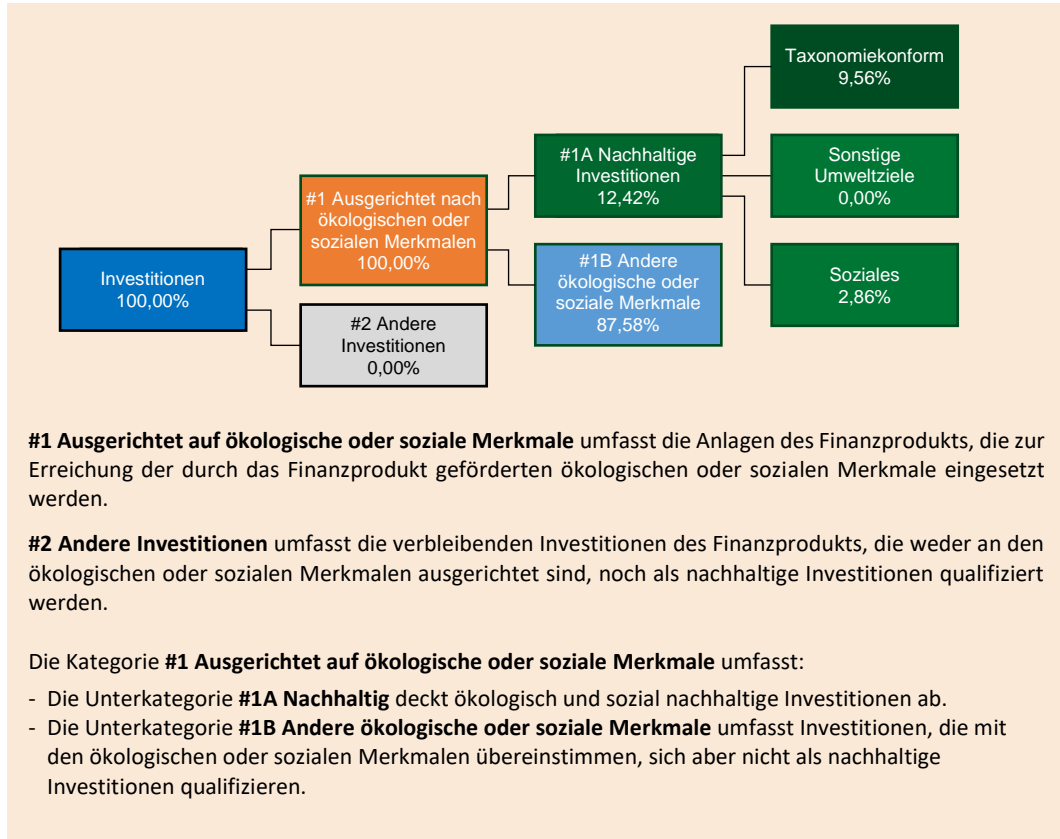 Taxonomiekonform
9,56%
#1A Nachhaltige
Investitionen
12,42%
Sonstige
Umweltziele
0,00%
#1 Ausgerichtet nach
ökologischen oder
sozialen Merkmalen
100,00%
Investitionen
100,00%
#1B Andere
ökologische oder
soziale Merkmale
87,58%
Soziales
2,86%
#2 Andere
Investitionen
0,00%
#1 Ausgerichtet auf ökologische oder soziale Merkmale umfasst die Anlagen des Finanzprodukts, die zur
Erreichung der durch das Finanzprodukt geförderten ökologischen oder sozialen Merkmale eingesetzt
werden.
#2 Andere Investitionen umfasst die verbleibenden Investitionen des Finanzprodukts, die weder an den
ökologischen oder sozialen Merkmalen ausgerichtet sind, noch als nachhaltige Investitionen qualifiziert
werden.
Die Kategorie #1 Ausgerichtet auf ökologische oder soziale Merkmale umfasst:
- Die Unterkategorie #1A Nachhaltig deckt ökologisch und sozial nachhaltige Investitionen ab.
- Die Unterkategorie #1B Andere ökologische oder soziale Merkmale umfasst Investitionen, die mit
den ökologischen oder sozialen Merkmalen übereinstimmen, sich aber nicht als nachhaltige
Investitionen qualifizieren.